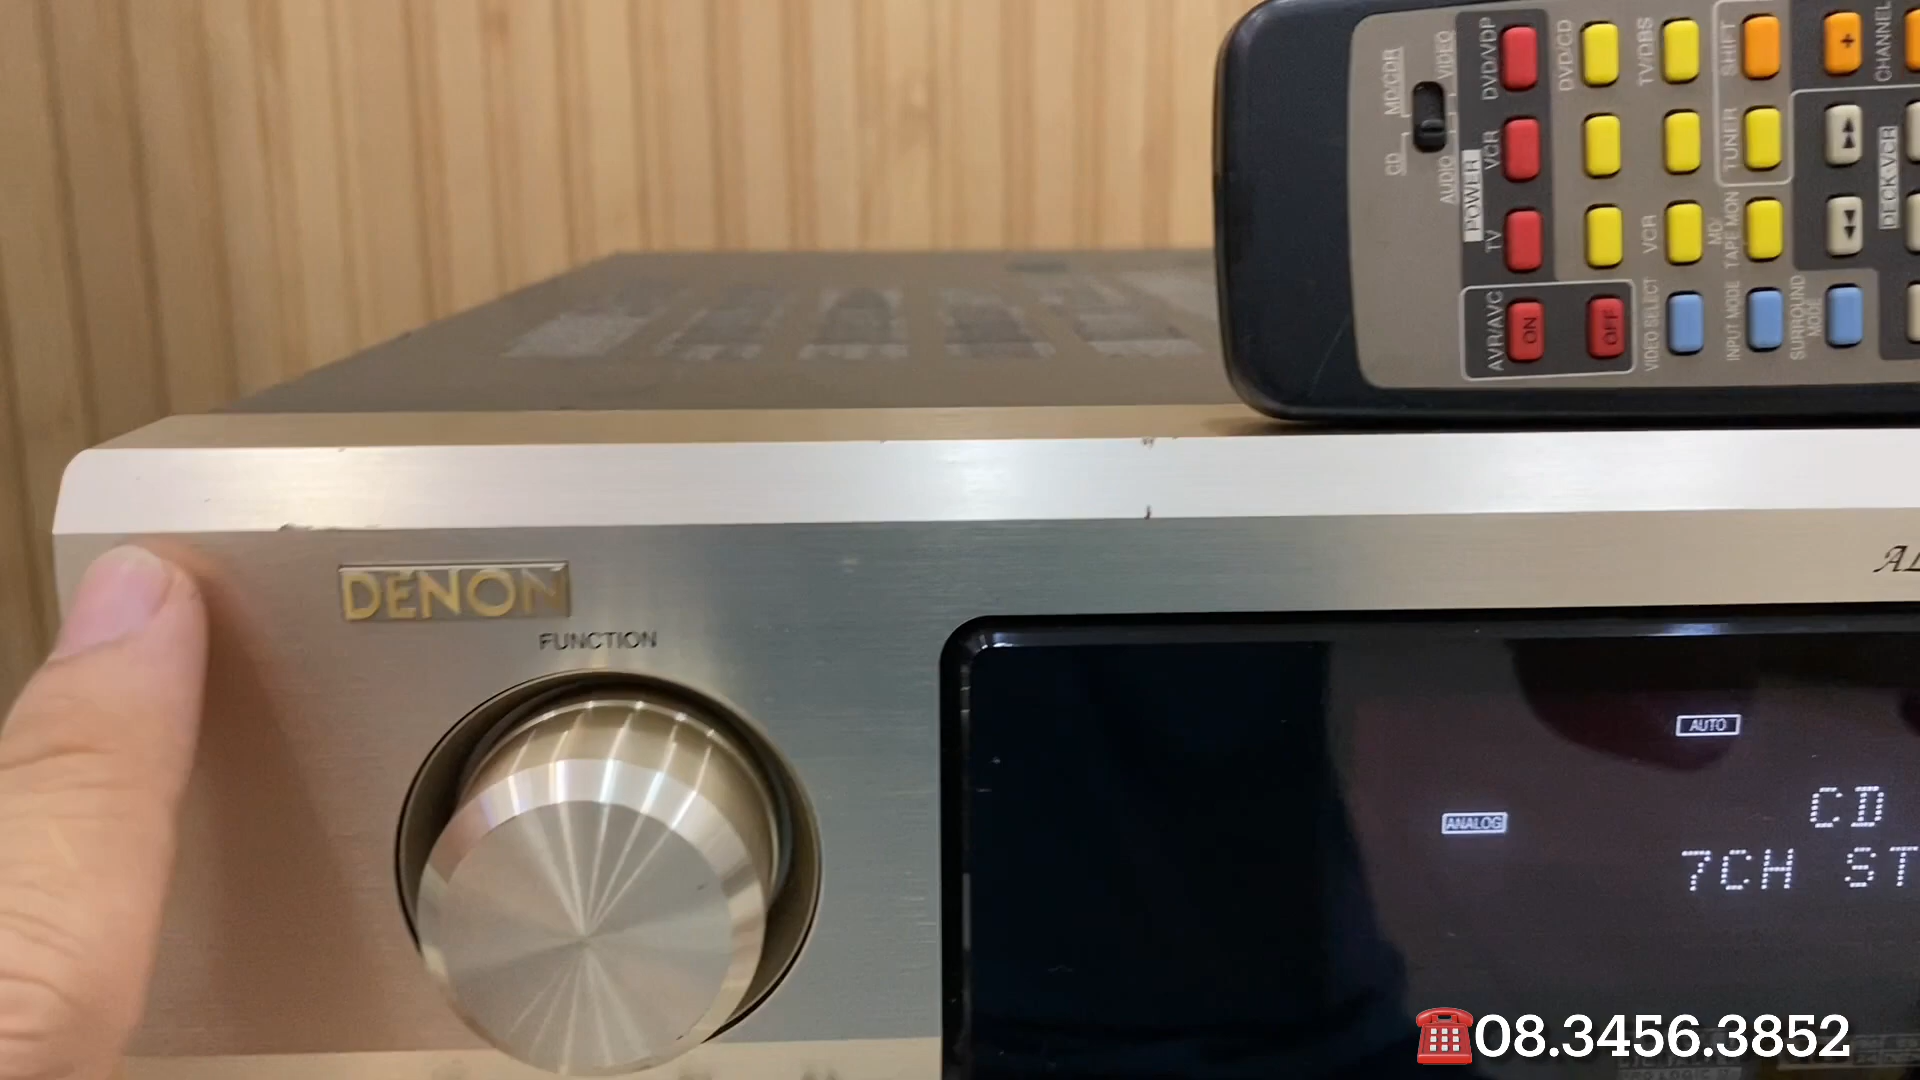 MD/CDR
VIDEO
CD
AUDIO
POWER
DVD/VDP
VCR
TV
DVD/CD
TV/DBS
SHIFT
CHANNEL
+
TUNER
VCR
MD/
TAPE MON
DECK·VCR
AVR/AVC
ON
OFF
VIDEO SELECT
INPUT MODE
SURROUND
MODE
DENON
FUNCTION
AL
AUTO
ANALOG
CD
7CH ST
☎08.3456.3852